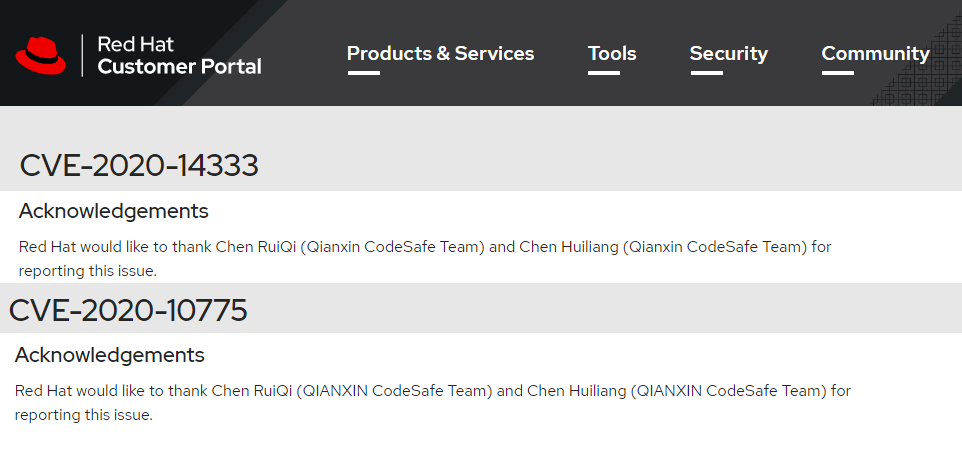 Red Hat
Customer Portal
Products & Services
Tools
Security
Community
CVE-2020-14333
Acknowledgements
Red Hat would like to thank Chen RuiQi (Qianxin CodeSafe Team) and Chen Huiliang (Qianxin CodeSafe Team) for
reporting this issue.
CVE-2020-10775
Acknowledgements
Red Hat would like to thank Chen RuiQi (QIANXIN CodeSafe Team) and Chen Huiliang (QIANXIN CodeSafe Team) for
reporting this issue.